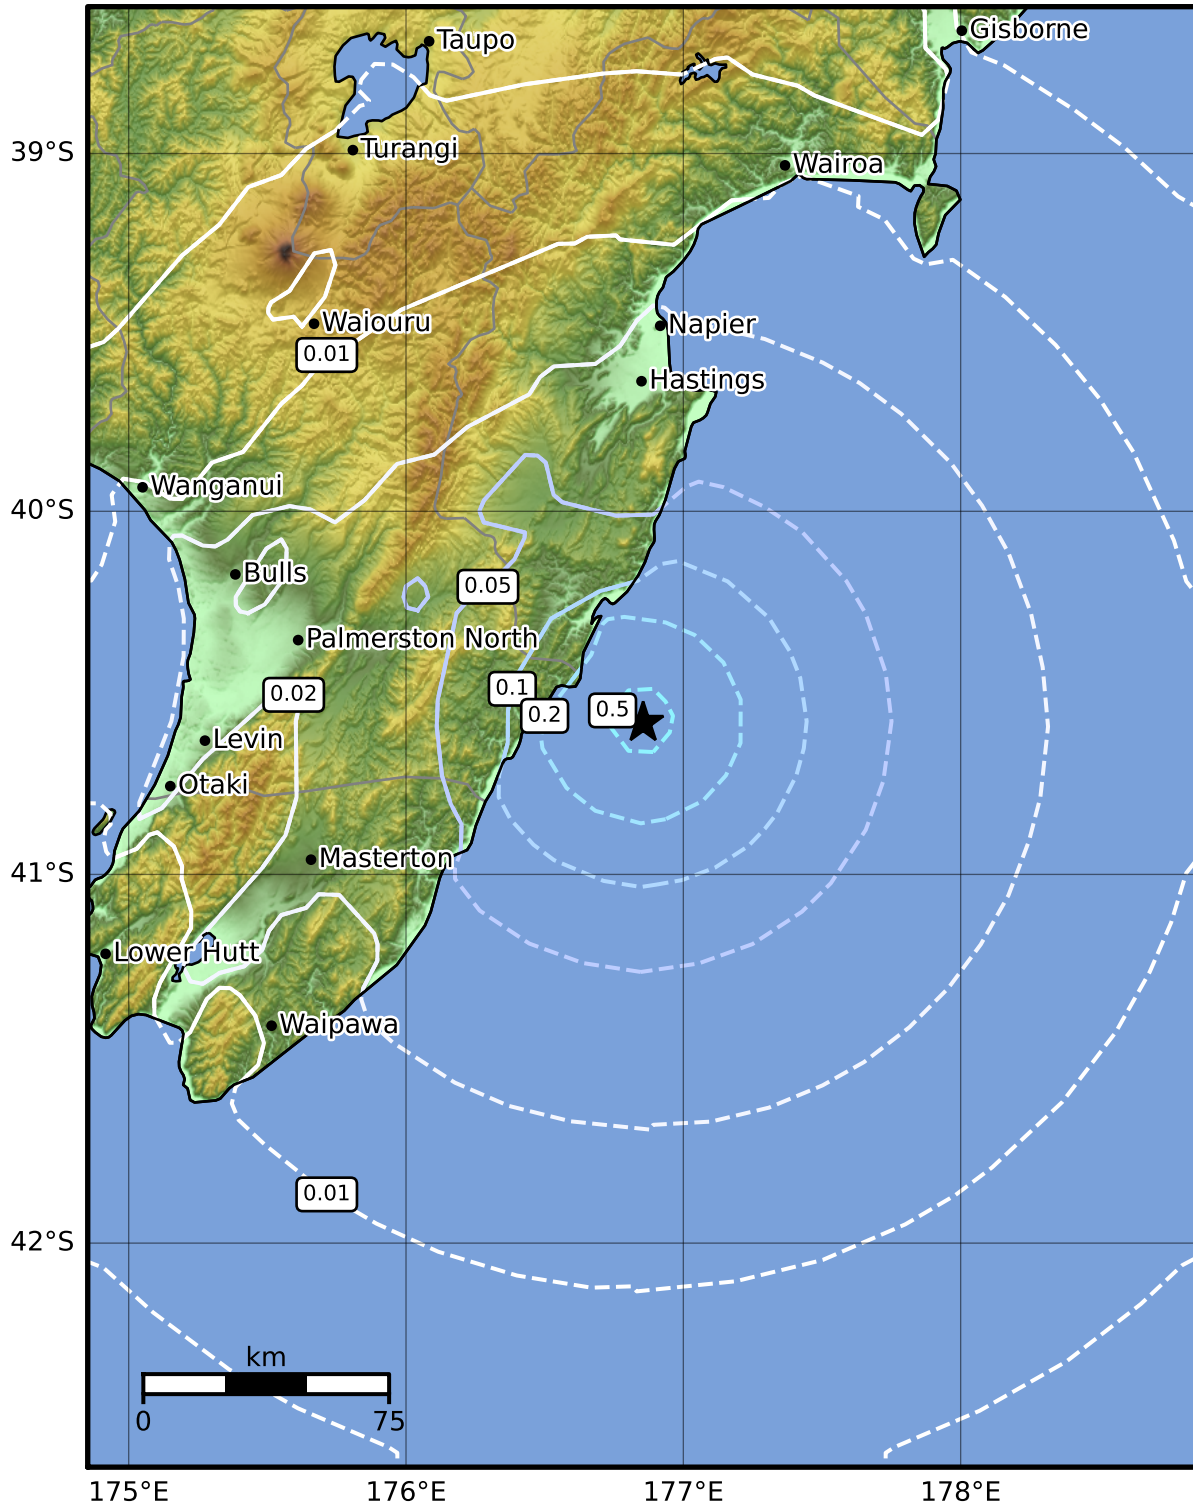 Gisborne
Taupo
Turangi
39°S
Wairoa
Waiouru
Napier
0.01
Hastings
Wanganui
40°S
Bulls
0.05
Palmerston North
0.1
0.02
0.2
0.5
Levin
Otaki
Masterton
41°S
Lower Hutt
Waipawa
0.01
42°S
km
0
75
175°E
176°E
177°E
178°E